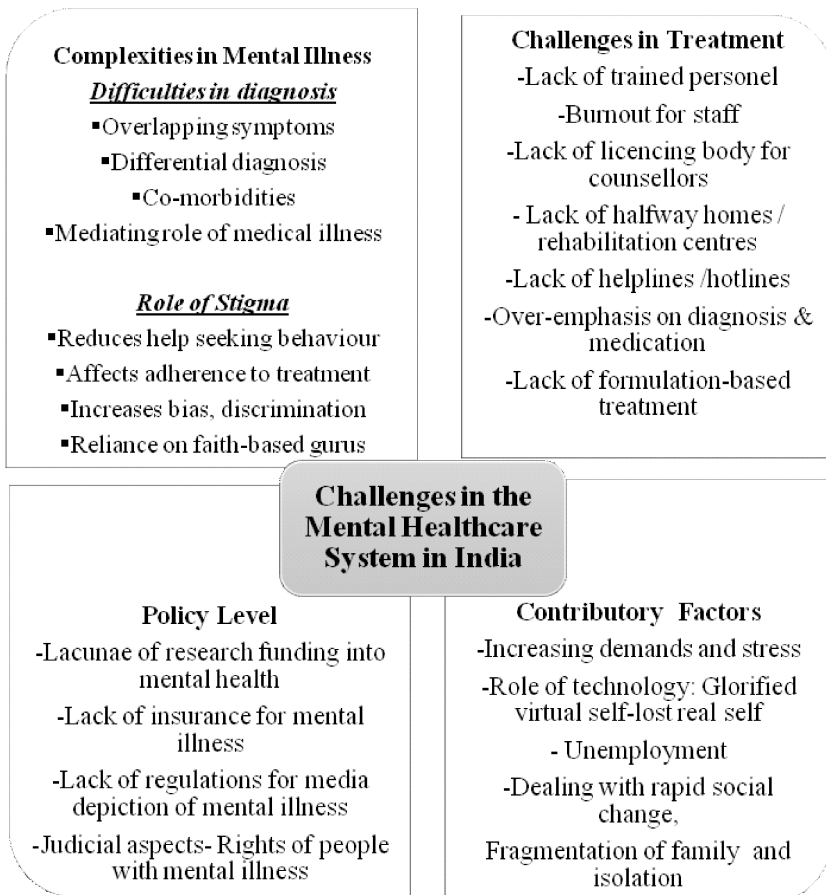 Complexities in Mental Illness
Difficulties in diagnosis
▪Overlapping symptoms
▪Differential diagnosis
▪Co-morbidities
▪Mediating role of medical illness
Role of Stigma
▪Reduces help seeking behaviour
▪Affects adherence to treatment
▪Increases bias, discrimination
▪Reliance on faith-based gurus
Challenges in Treatment
-Lack of trained personel
-Burnout for staff
-Lack of licencing body for
counsellors
- Lack of halfway homes /
rehabilitation centres
-Lack of helplines /hotlines
-Over-emphasis on diagnosis &
medication
-Lack of formulation-based
treatment
Challenges in the
Mental Healthcare
System in India
Policy Level
-Lacunae of research funding into
mental health
-Lack of insurance for mental
illness
-Lack of regulations for media
depiction of mental illness
-Judicial aspects- Rights of people
with mental illness
Contributory Factors
-Increasing demands and stress
-Role of technology: Glorified
virtual self-lost real self
- Unemployment
-Dealing with rapid social
change,
Fragmentation of family and
isolation